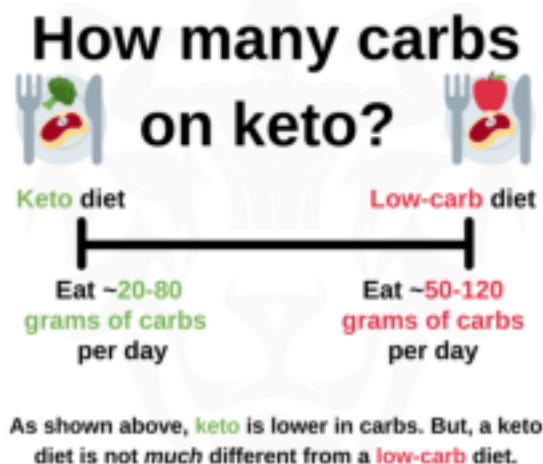 How many carbs
on keto?
Keto diet
Low-carb diet
Eat ~20-80
grams of carbs
per day
Eat ~50-120
grams of carbs
per day
As shown above, keto is lower in carbs. But, a keto
diet is not much different from a low-carb diet.